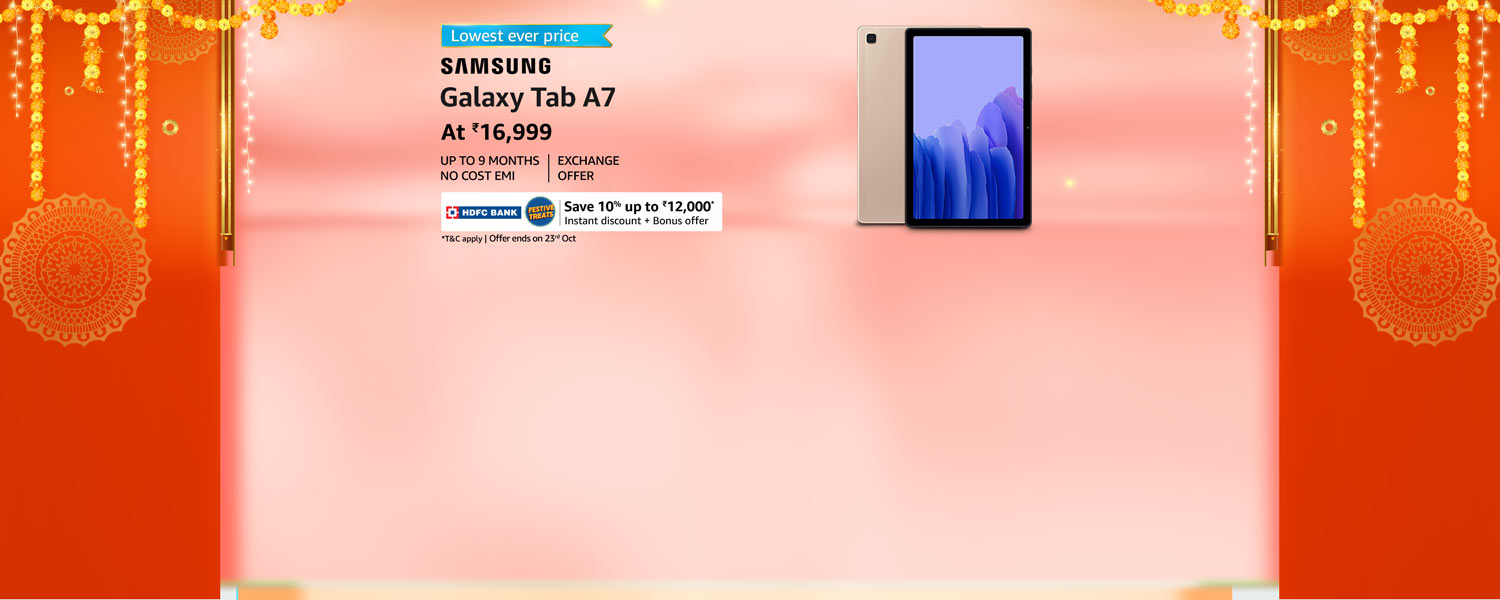 Lowest ever price
SAMSUNG
Galaxy Tab A7
At ₹16,999
UP TO 9 MONTHS
NO COST EMI
EXCHANGE
OFFER
HDFC BANK
FESTIVE
TREATS
Save 10% up to ₹12,000*
Instant discount + Bonus offer
*T&C apply | Offer ends on 23rd Oct